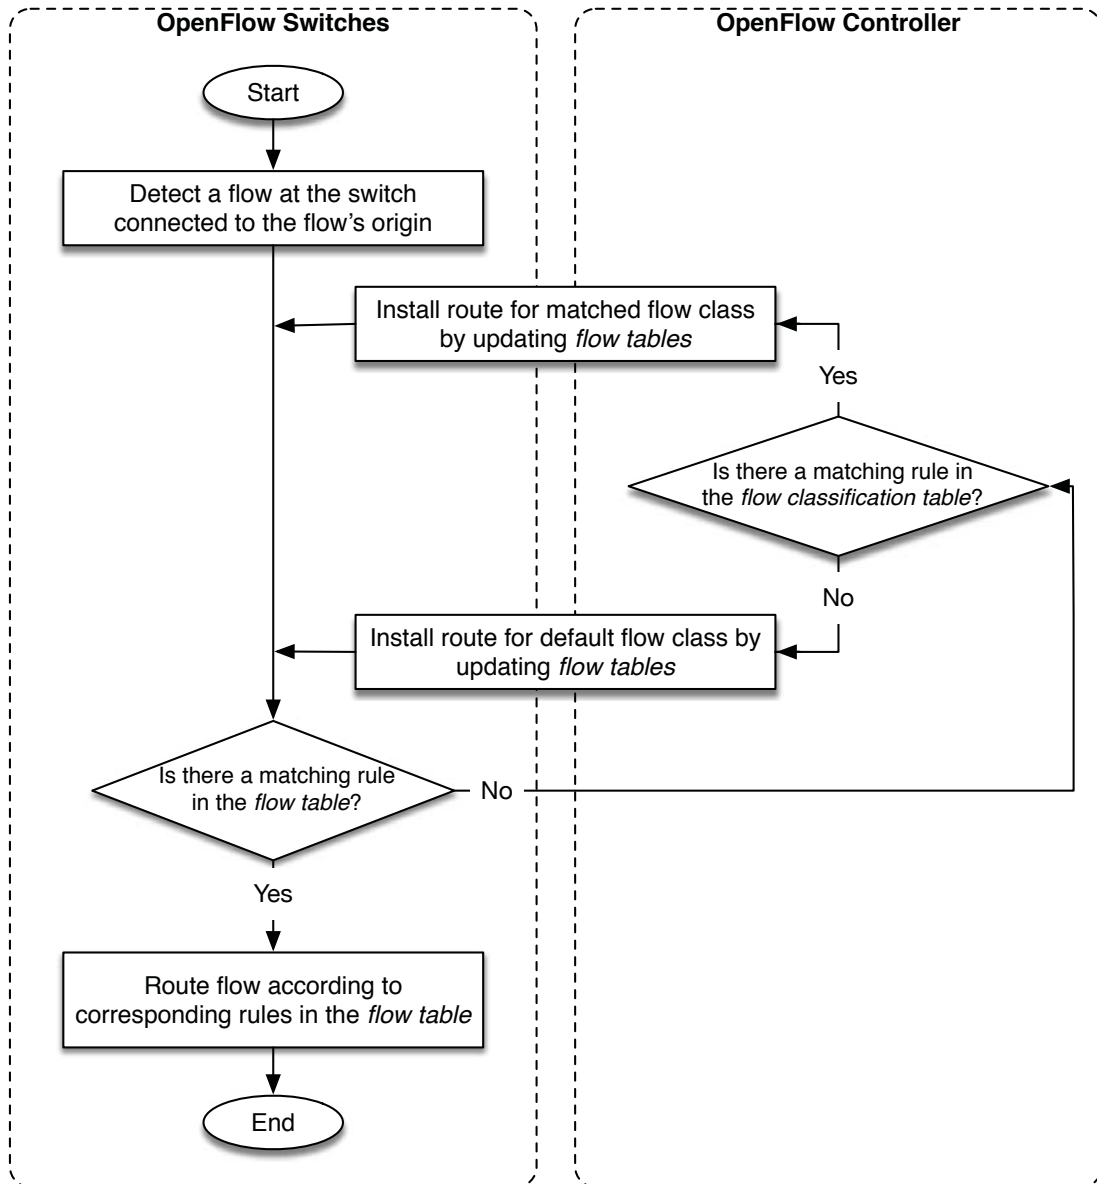 OpenFlow Switches
OpenFlow Controller
Start
Detect a flow at the switch
connected to the flow’s origin
Install route for matched flow class
by updating flow tables
Yes
Is there a matching rule in
the flow classification table?
No
Install route for default flow class by
updating flow tables
Is there a matching rule
in the flow table?
No
Yes
Route flow according to
corresponding rules in the flow table
End